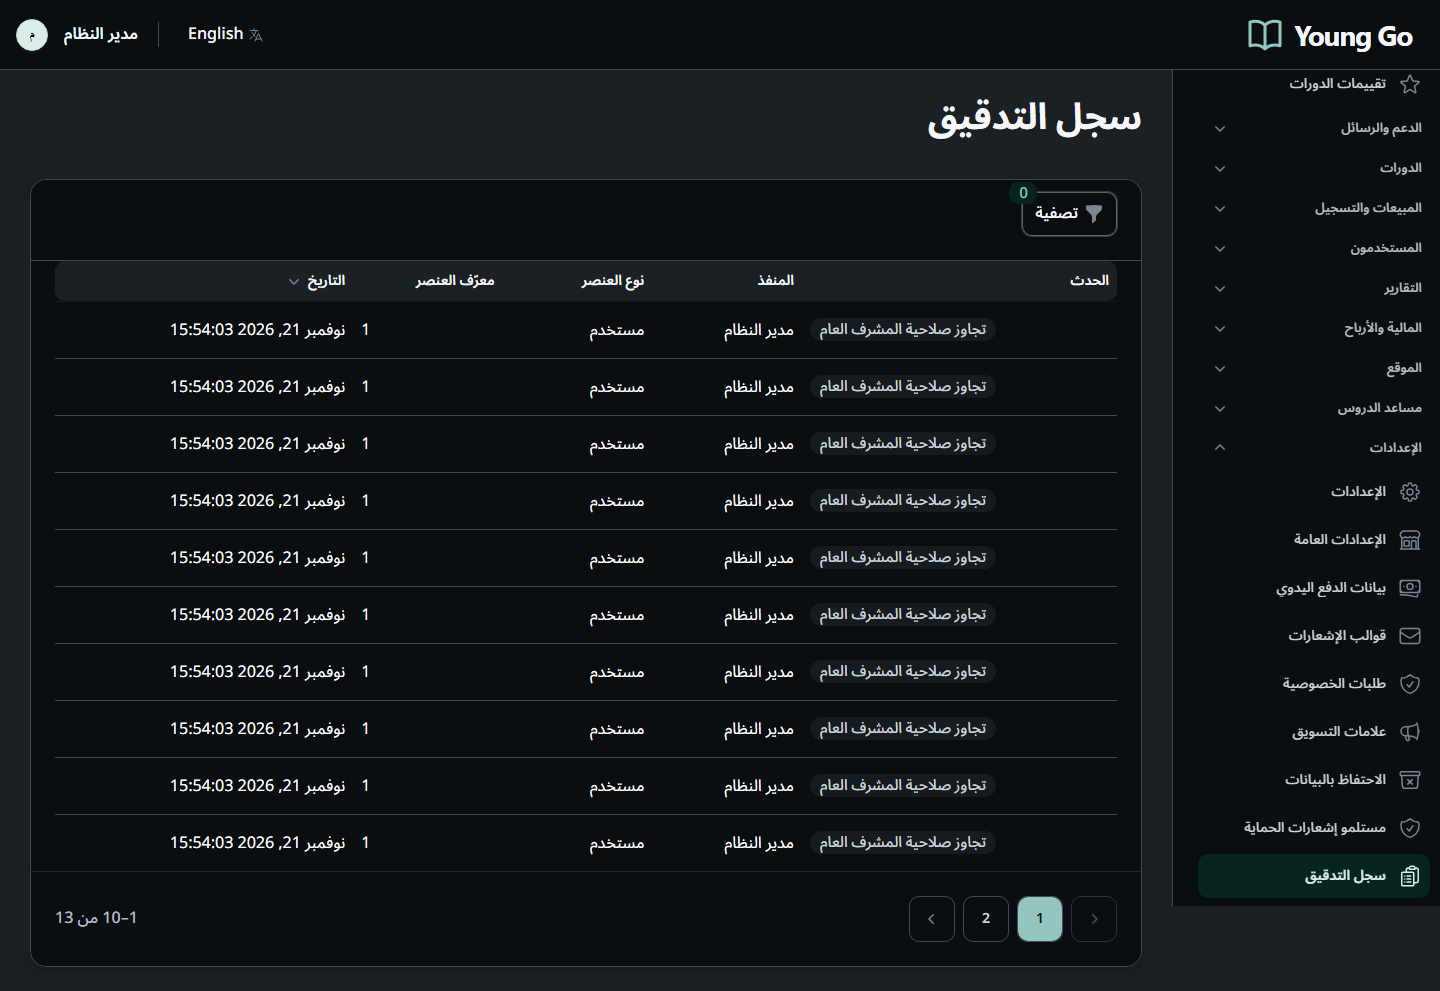 Young Go
English
مدير النظام
م
تقييمات الدورات
الدعم والرسائل
الدورات
المبيعات والتسجيل
المستخدمون
التقارير
المالية والأرباح
الموقع
مساعد الدروس
الإعدادات
الإعدادات
الإعدادات العامة
بيانات الدفع اليدوي
قوالب الإشعارات
طلبات الخصوصية
علامات التسويق
الاحتفاظ بالبيانات
مستلمو إشعارات الحماية
سجل التدقيق
سجل التدقيق
تصفية 0
الحدث المنفذ نوع العنصر معرّف العنصر التاريخ
تجاوز صلاحية المشرف العام مدير النظام مستخدم 1 نوفمبر 21, 2026 15:54:03
تجاوز صلاحية المشرف العام مدير النظام مستخدم 1 نوفمبر 21, 2026 15:54:03
تجاوز صلاحية المشرف العام مدير النظام مستخدم 1 نوفمبر 21, 2026 15:54:03
تجاوز صلاحية المشرف العام مدير النظام مستخدم 1 نوفمبر 21, 2026 15:54:03
تجاوز صلاحية المشرف العام مدير النظام مستخدم 1 نوفمبر 21, 2026 15:54:03
تجاوز صلاحية المشرف العام مدير النظام مستخدم 1 نوفمبر 21, 2026 15:54:03
تجاوز صلاحية المشرف العام مدير النظام مستخدم 1 نوفمبر 21, 2026 15:54:03
تجاوز صلاحية المشرف العام مدير النظام مستخدم 1 نوفمبر 21, 2026 15:54:03
تجاوز صلاحية المشرف العام مدير النظام مستخدم 1 نوفمبر 21, 2026 15:54:03
تجاوز صلاحية المشرف العام مدير النظام مستخدم 1 نوفمبر 21, 2026 15:54:03
1 2
1–10 من 13